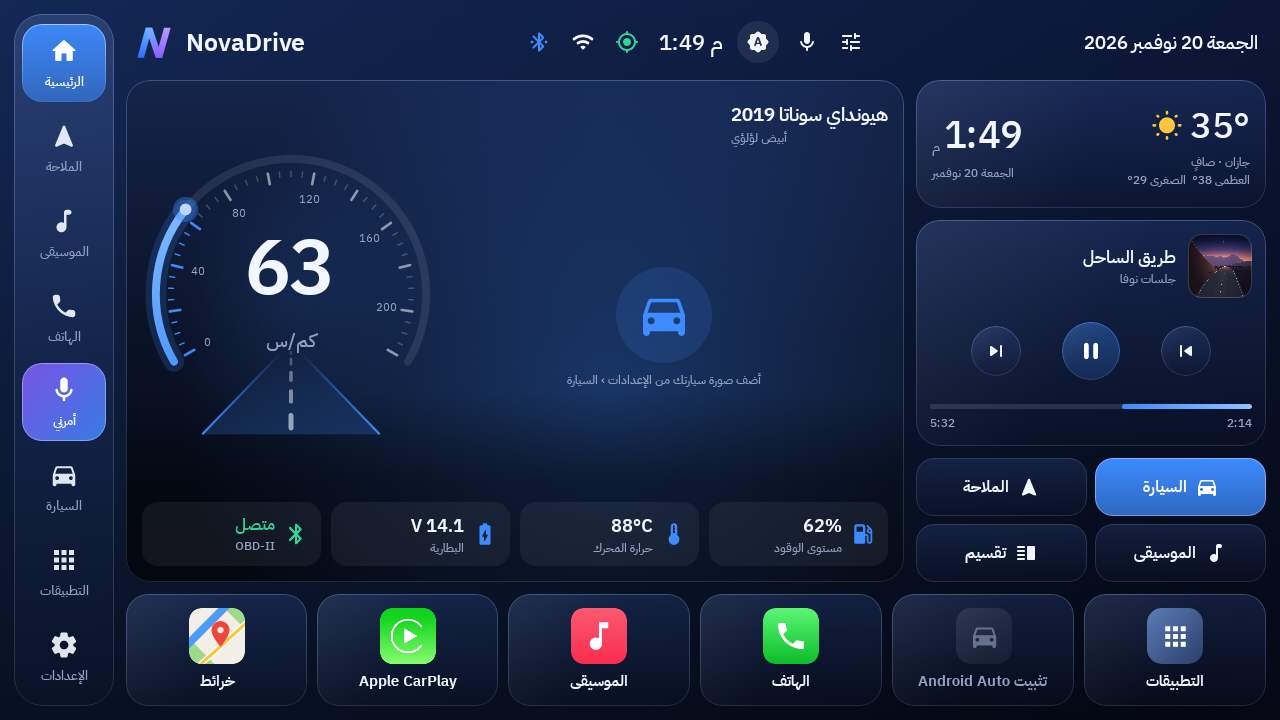 الجمعة 20 نوفمبر 2026
1:49 م
NovaDrive
الرئيسية
الملاحة
الموسيقى
الهاتف
أمرني
السيارة
التطبيقات
الإعدادات
35°
جازان · صافٍ
العظمى 38° الصغرى 29°
1:49 م
الجمعة 20 نوفمبر
طريق الساحل
جلسات نوفا
2:14
5:32
السيارة
الملاحة
الموسيقى
تقسيم
هيونداي سوناتا 2019
أبيض لؤلؤي
0
40
80
120
160
200
63
كم/س
أضف صورة سيارتك من الإعدادات › السيارة
62%
مستوى الوقود
88°C
حرارة المحرك
14.1 V
البطارية
متصل
OBD-II
التطبيقات
تثبيت Android Auto
الهاتف
الموسيقى
Apple CarPlay
خرائط